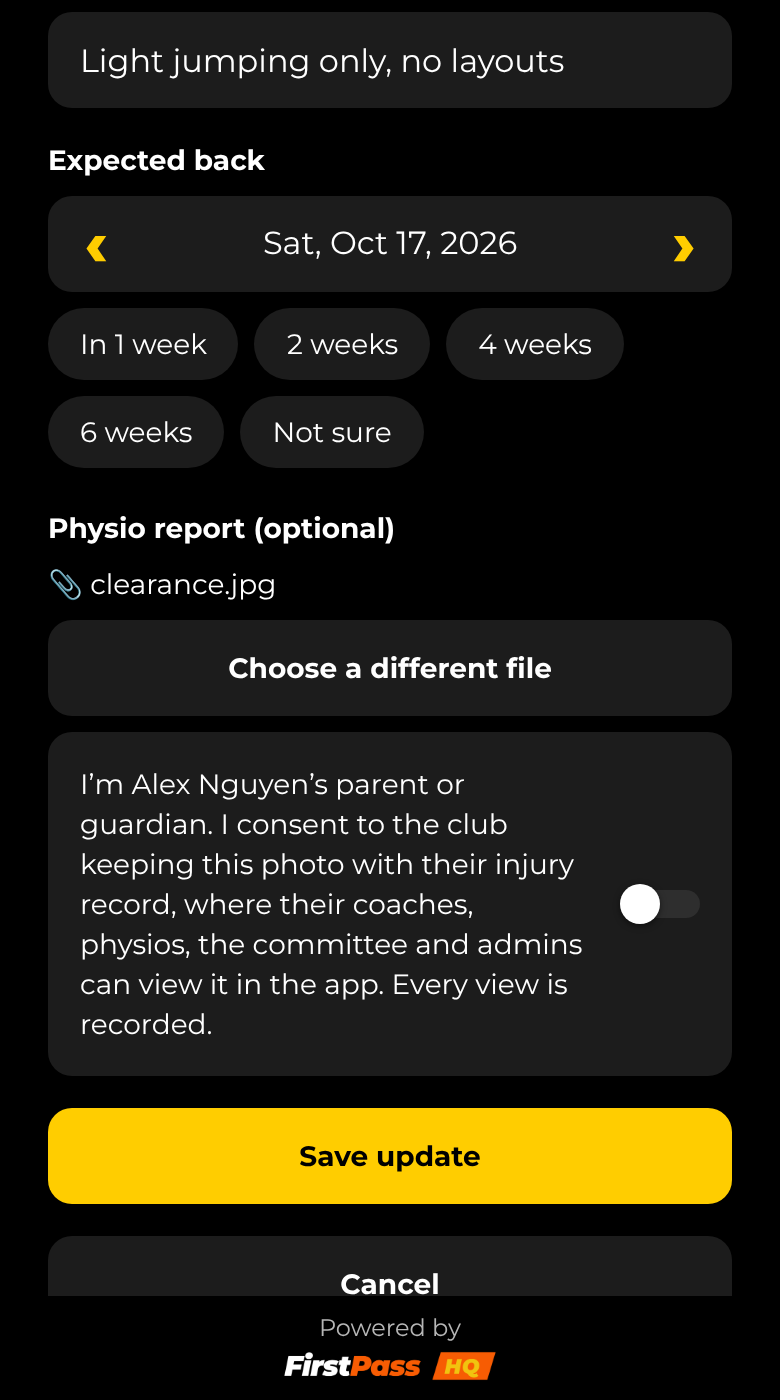 Light jumping only, no layouts
Expected back
‹ Sat, Oct 17, 2026 ›
In 1 week 2 weeks 4 weeks
6 weeks Not sure
Physio report (optional)
📎 clearance.jpg
Choose a different file
I’m Alex Nguyen’s parent or
guardian. I consent to the club
keeping this photo with their injury
record, where their coaches,
physios, the committee and admins
can view it in the app. Every view is
recorded.
Save update
Cancel
Powered by
FirstPass HQ